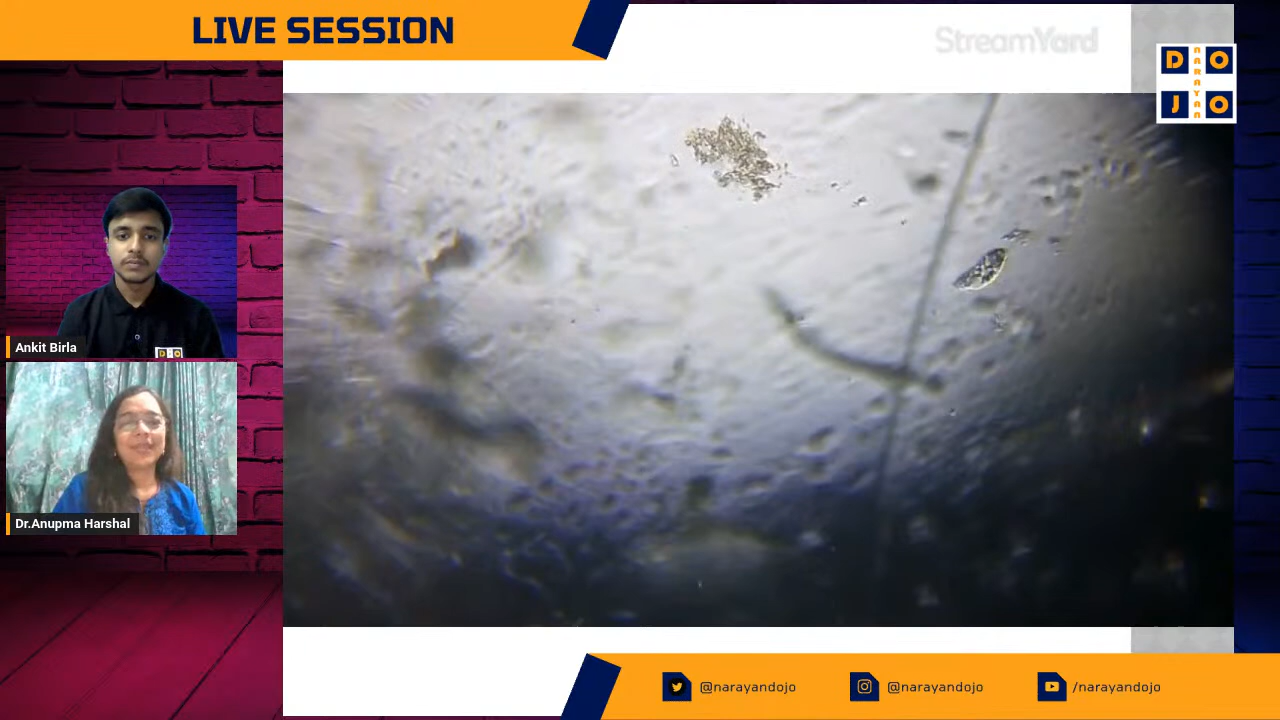 LIVE SESSION
StreamYard
D O
NARAYAN
J O
Ankit Birla
D O
Dr.Anupma Harshal
@narayandojo
@narayandojo
/narayandojo